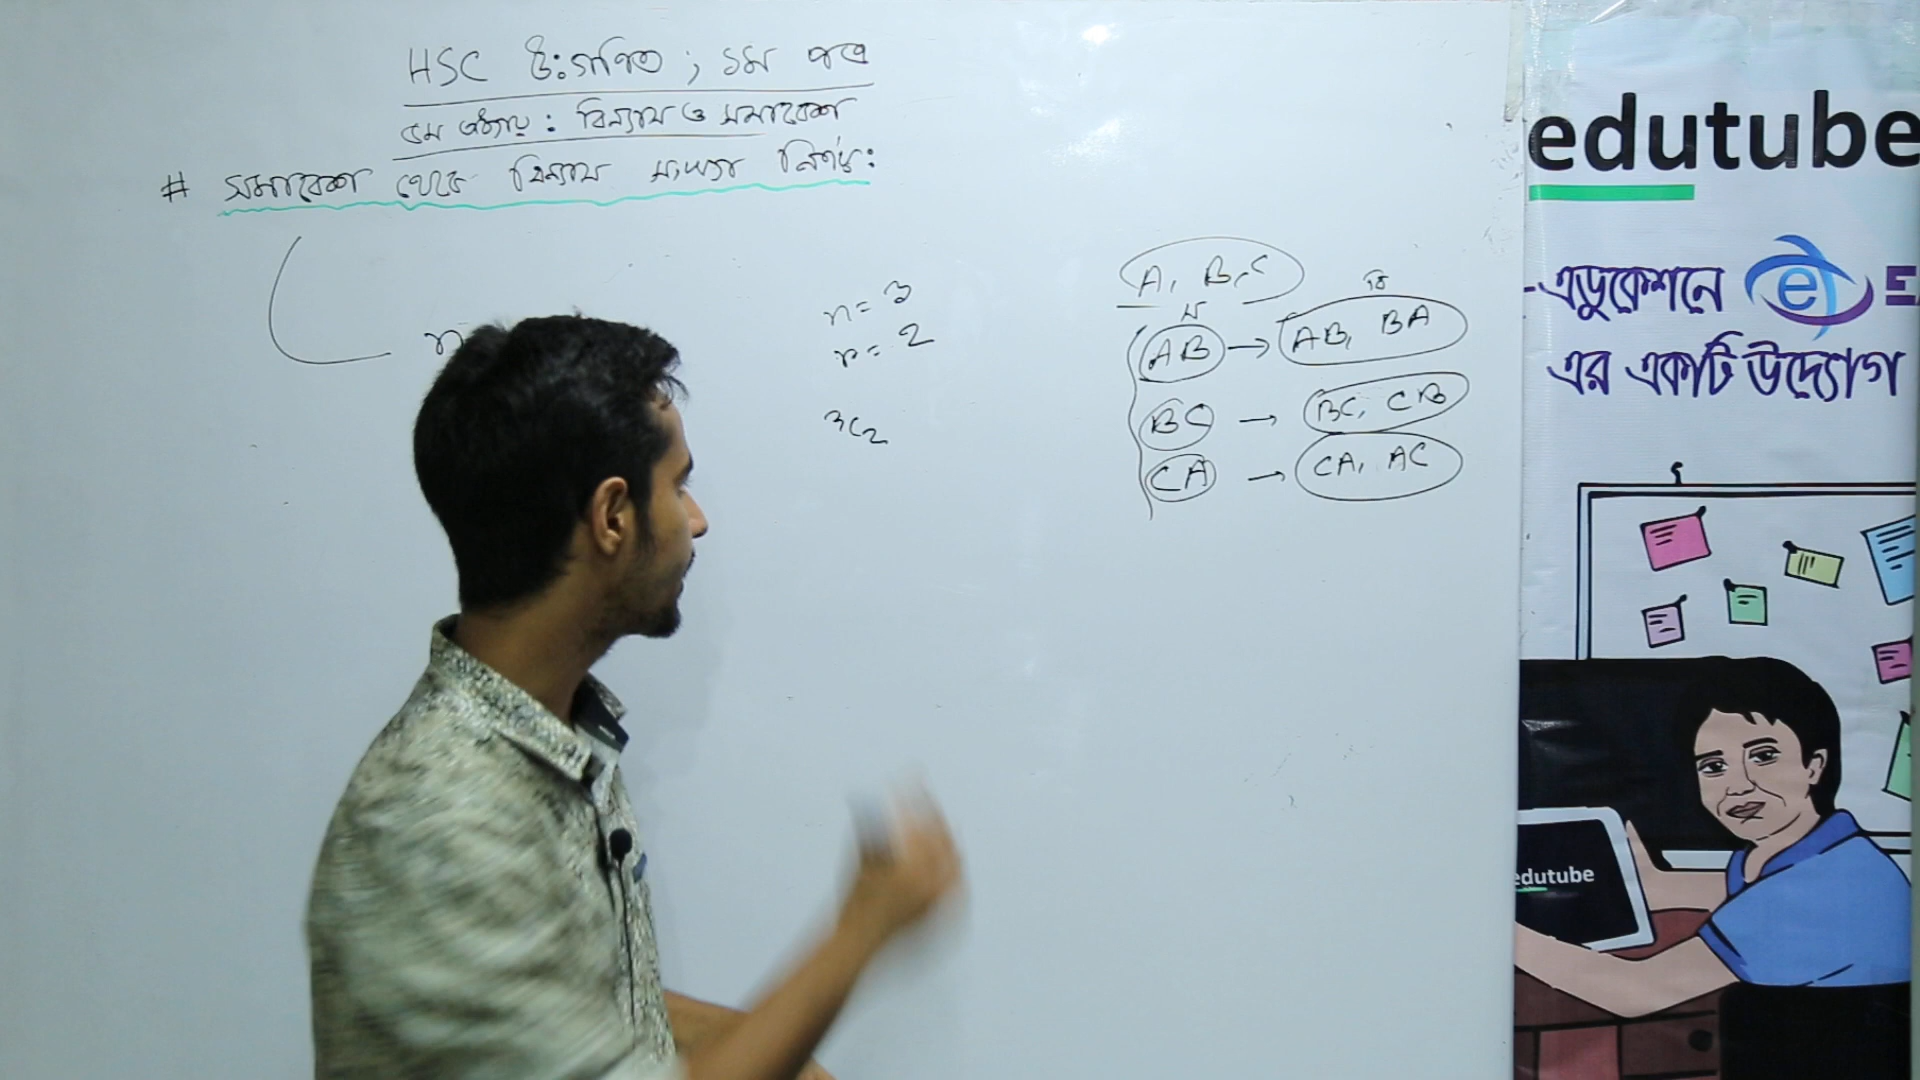 HSC উঃগণিত ; ১ম পত্র
৫ম অধ্যায় : বিন্যাস ও সমাবেশ
# সমাবেশ থেকে বিন্যাস সংখ্যা নির্ণয়:
n
n = 3
r = 2
³C₂
A, B, C
স
বি
AB → AB, BA
BC → BC, CB
CA → CA, AC
edutube
-এডুকেশনে e E
এর একটি উদ্যোগ
edutube